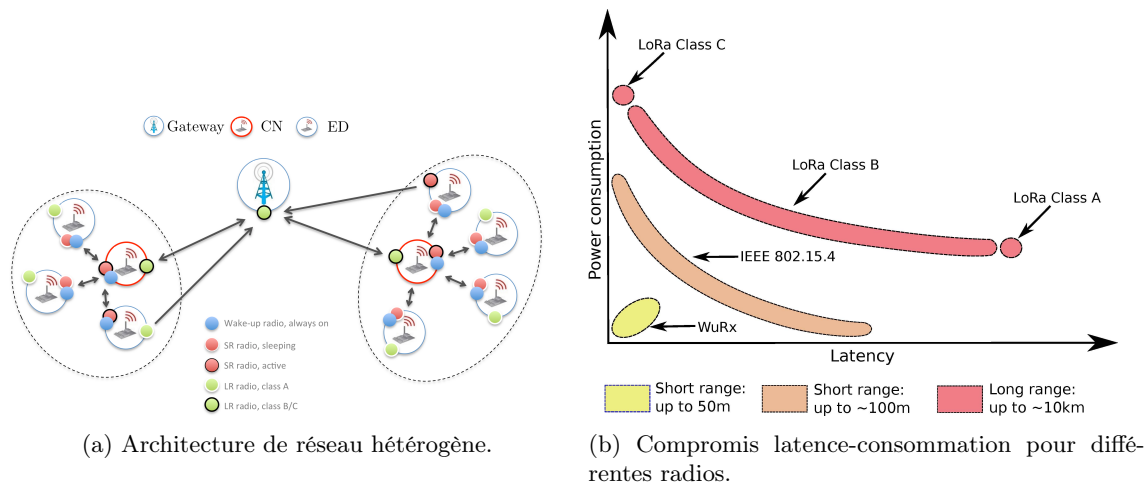 Gateway CN ED
Wake-up radio, always on
SR radio, sleeping
SR radio, active
LR radio, class A
LR radio, class B/C
(a) Architecture de réseau hétérogène.
Power consumption
LoRa Class C
LoRa Class B
LoRa Class A
IEEE 802.15.4
WuRx
Latency
Short range:
up to 50m
Short range:
up to ~100m
Long range:
up to ~10km
(b) Compromis latence-consommation pour diffé-
rentes radios.